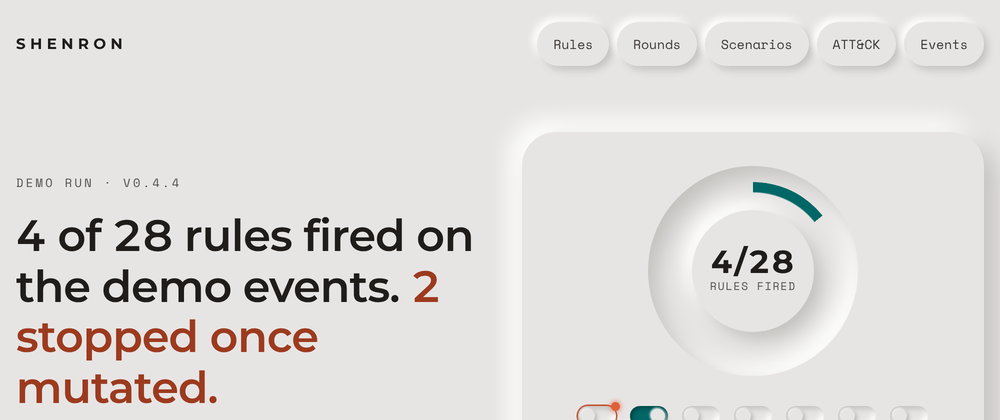 SHENRON
Rules
Rounds
Scenarios
ATT&CK
Events
DEMO RUN · V0.4.4
4 of 28 rules fired on
the demo events. 2
stopped once
mutated.
4/28
RULES FIRED